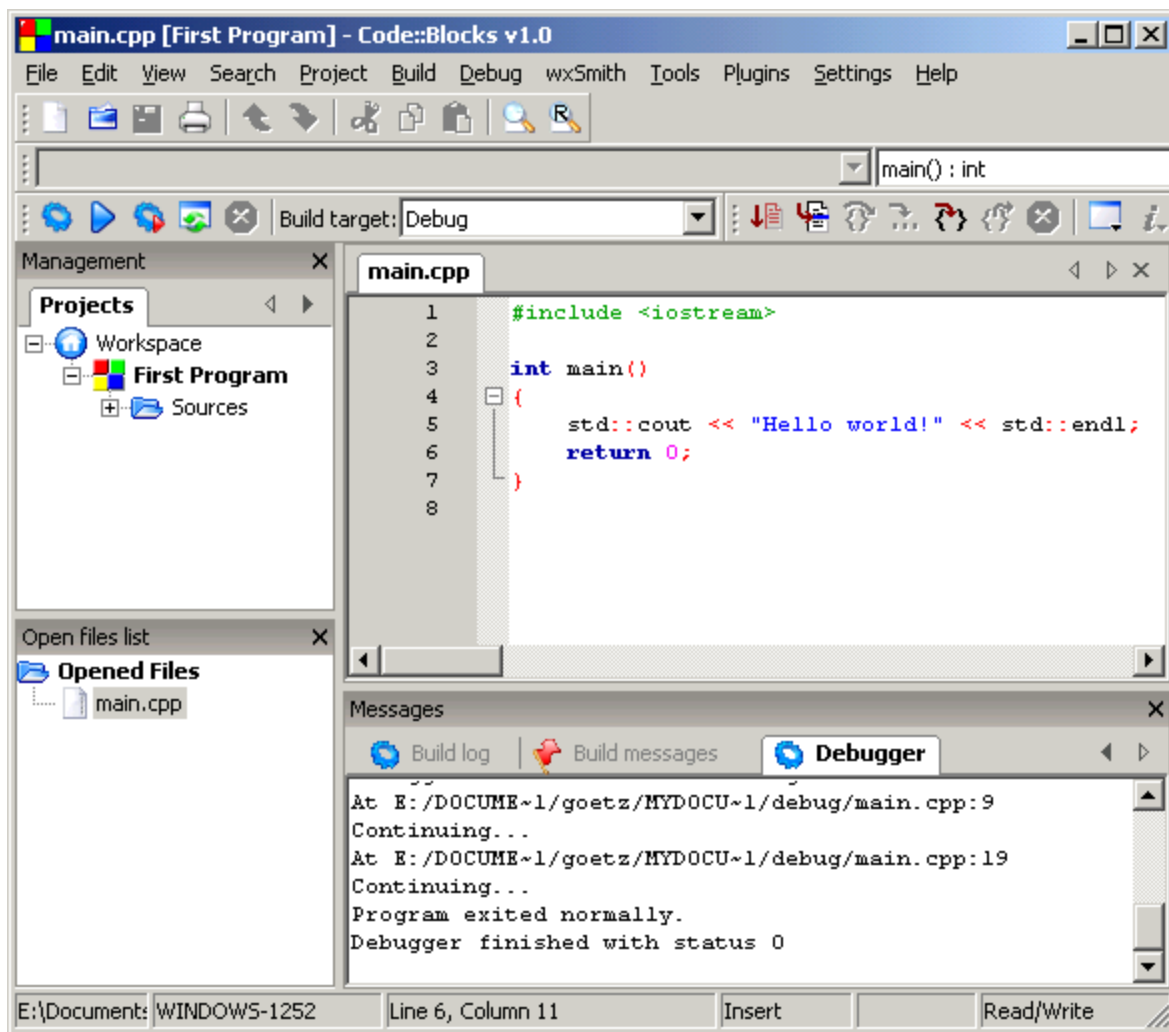 main.cpp [First Program] - Code::Blocks v1.0
File Edit View Search Project Build Debug wxSmith Tools Plugins Settings Help
R
main() : int
Build target: Debug
Management
Projects
Workspace
First Program
Sources
Open files list
Opened Files
main.cpp
main.cpp
1 #include <iostream>
2
3 int main()
4 {
5 std::cout << "Hello world!" << std::endl;
6 return 0;
7 }
8
Messages
Build log Build messages Debugger
At E:/DOCUME~1/goetz/MYDOCU~1/debug/main.cpp:9
Continuing...
At E:/DOCUME~1/goetz/MYDOCU~1/debug/main.cpp:19
Continuing...
Program exited normally.
Debugger finished with status 0
E:\Documents WINDOWS-1252 Line 6, Column 11 Insert Read/Write